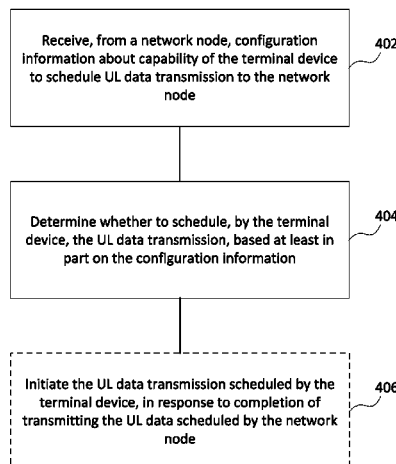 Receive, from a network node, configuration
information about capability of the terminal device
to schedule UL data transmission to the network
node
402
Determine whether to schedule, by the terminal
device, the UL data transmission, based at least in
part on the configuration information
404
Initiate the UL data transmission scheduled by the
terminal device, in response to completion of
transmitting the UL data scheduled by the network
node
406